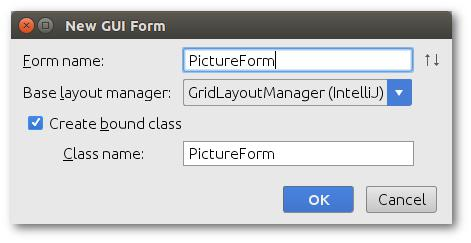 New GUI Form
Form name: PictureForm
Base layout manager: GridLayoutManager (IntelliJ)
Create bound class
Class name: PictureForm
OK Cancel